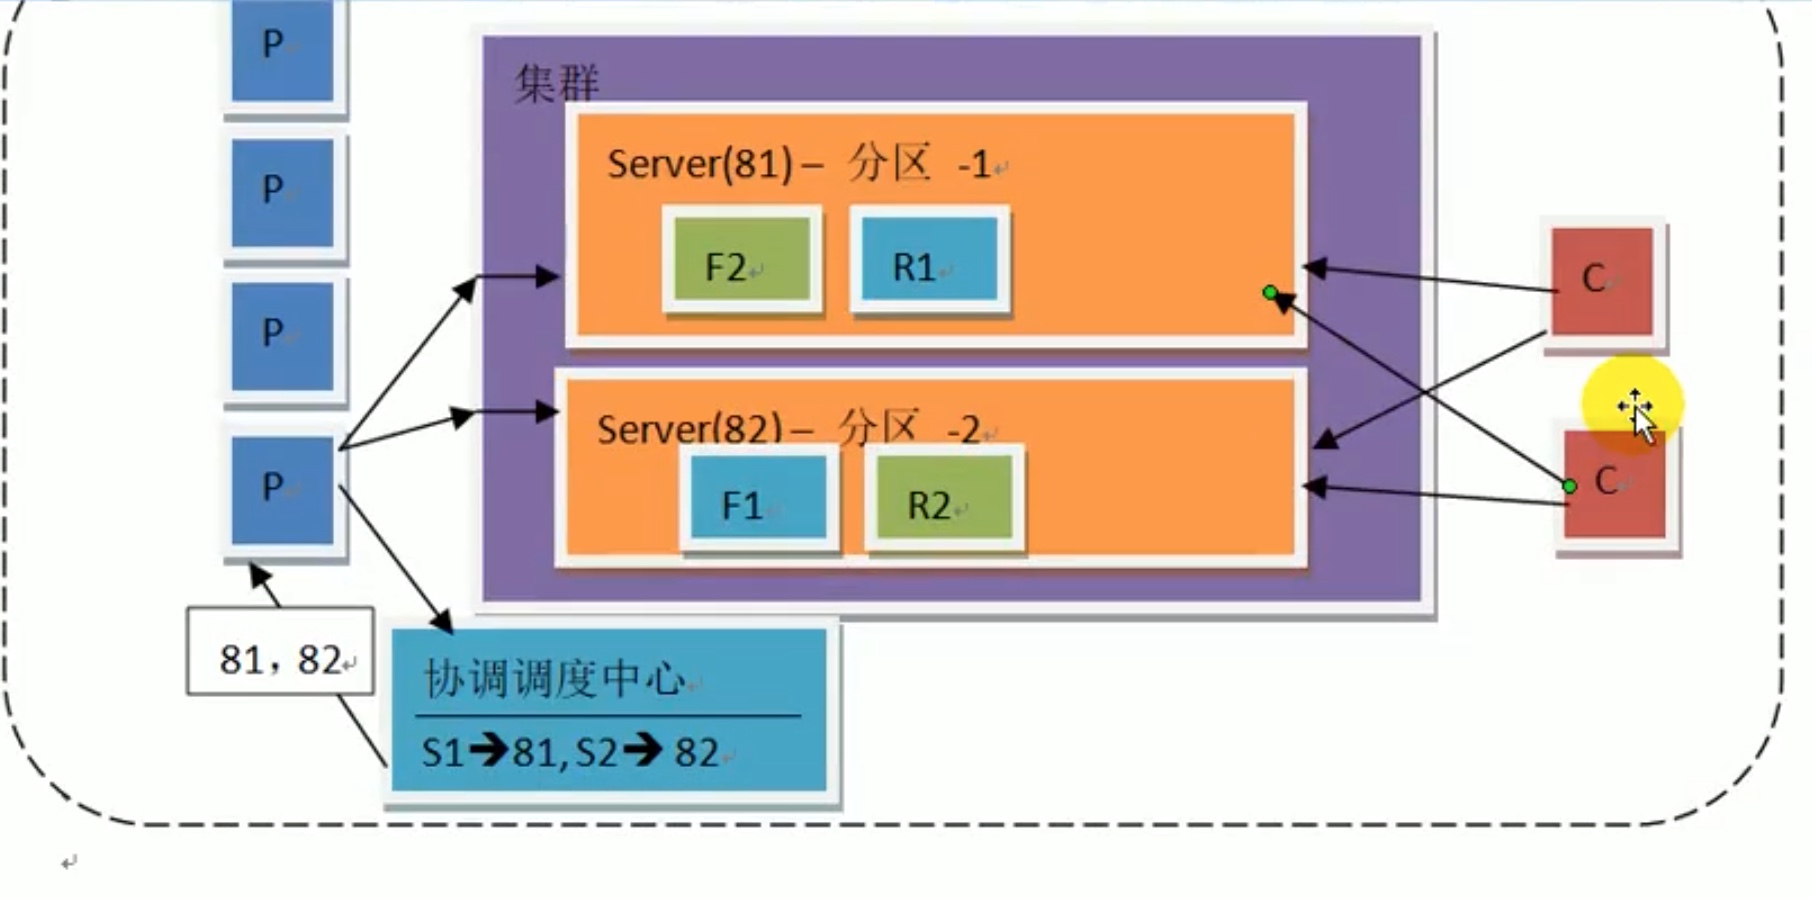 P
P
P
P
集群
Server(81) – 分区 -1
F2
R1
Server(82) – 分区 -2
F1
R2
C
C
81，82
协调调度中心
S1➔81, S2➔ 82